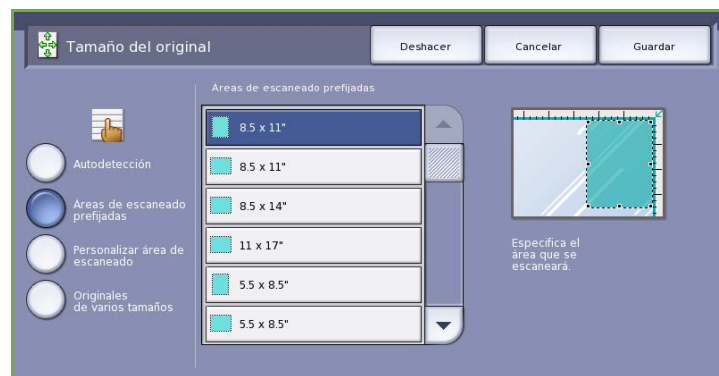 Tamaño del original
Deshacer
Cancelar
Guardar
Áreas de escaneado prefijadas
Autodetección
Áreas de escaneado
prefijadas
Personalizar área de
escaneado
Originales
de varios tamaños
8.5 x 11"
8.5 x 11"
8.5 x 14"
11 x 17"
5.5 x 8.5"
5.5 x 8.5"
Especifica el
área que se
escaneará.